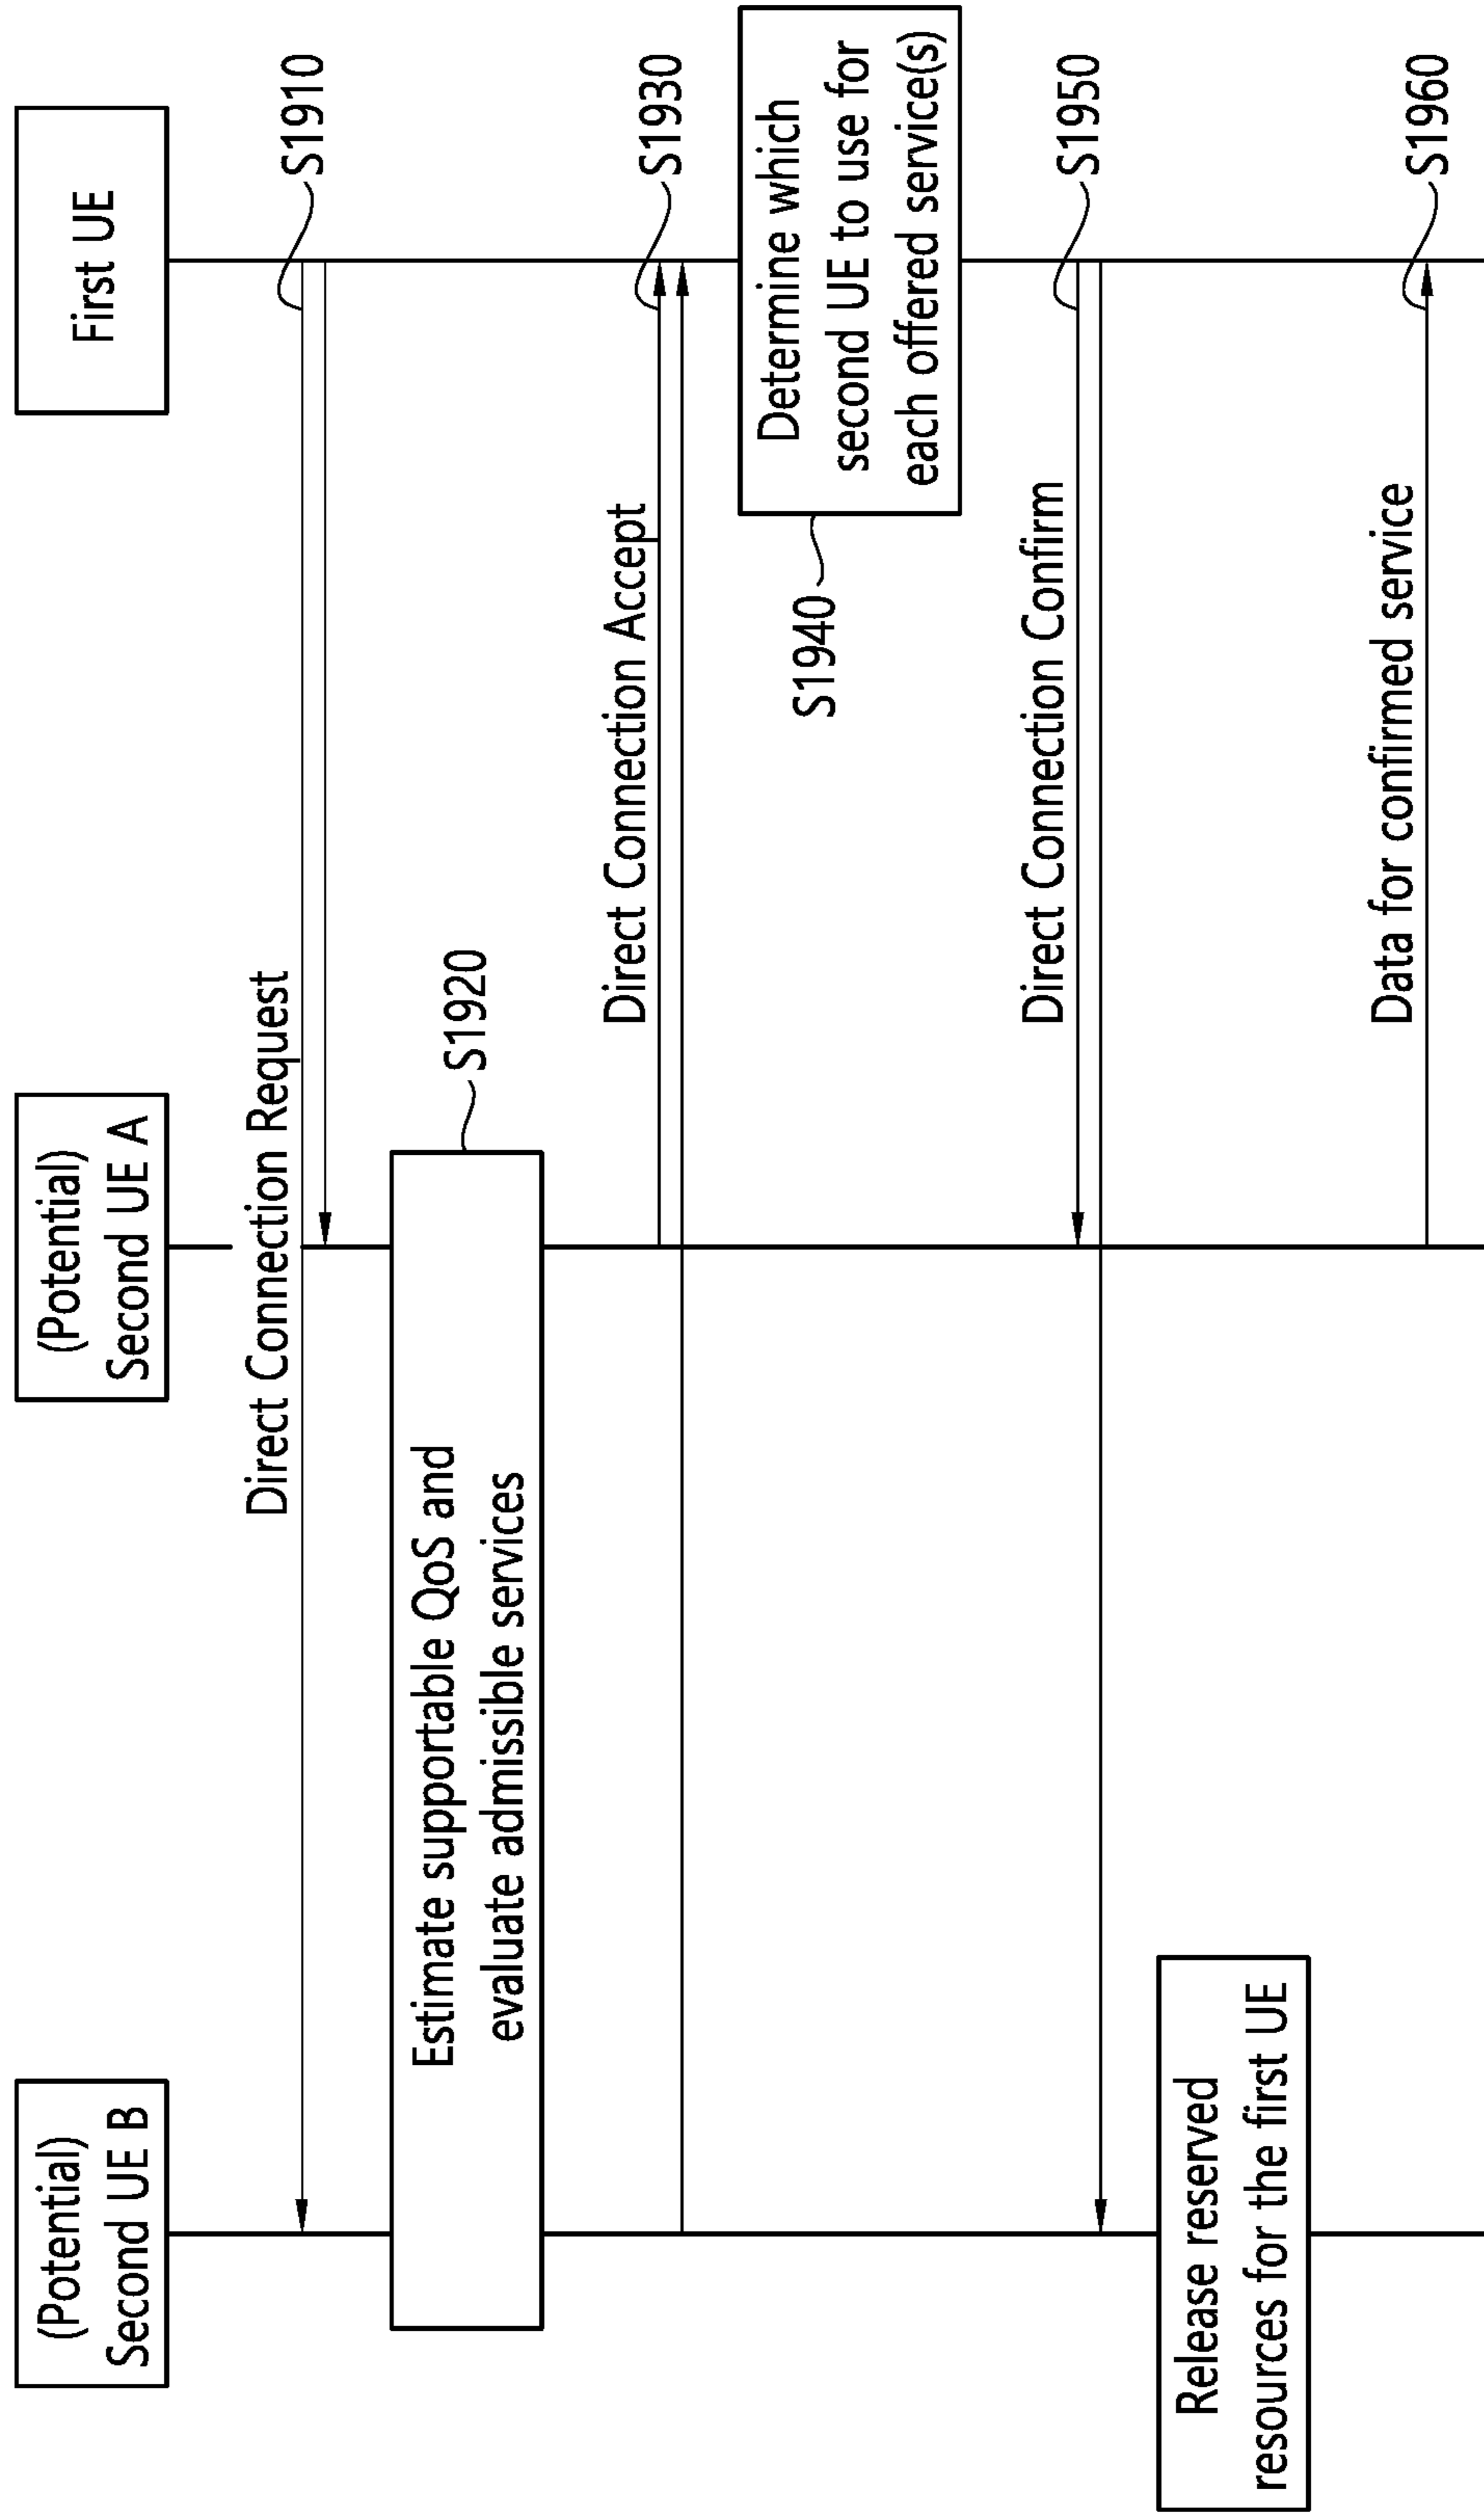 (Potential)
Second UE B
(Potential)
Second UE A
First UE
Direct Connection Request
S1910
Estimate supportable QoS and
evaluate admissible services
S1920
Direct Connection Accept
S1930
Determine which
second UE to use for
each offered service(s)
S1940
Direct Connection Confirm
S1950
Release reserved
resources for the first UE
Data for confirmed service
S1960